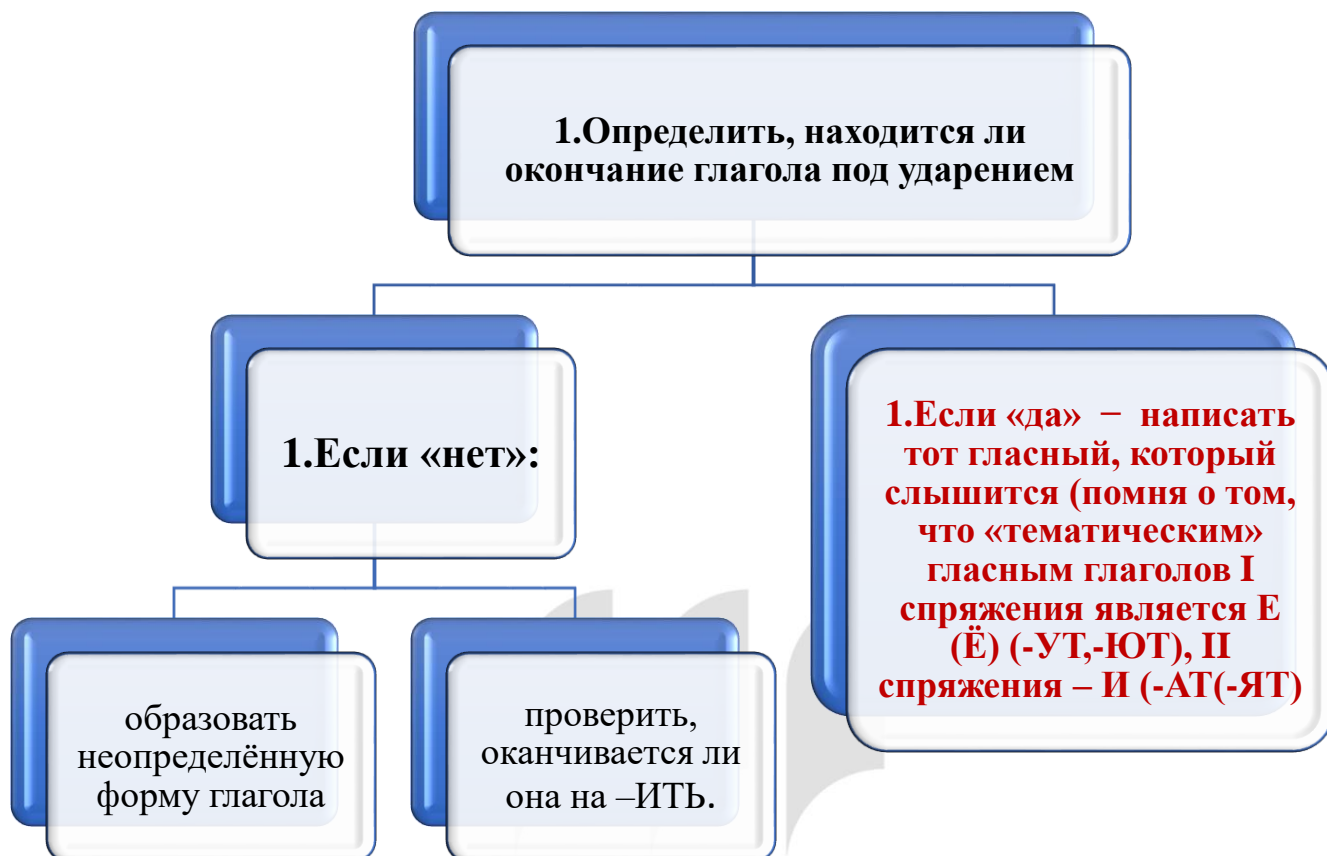 1.Определить, находится ли
окончание глагола под ударением
1.Если «нет»:
1.Если «да» – написать
тот гласный, который
слышится (помня о том,
что «тематическим»
гласным глаголов I
спряжения является Е
(Ё) (-УТ,-ЮТ), II
спряжения – И (-АТ(-ЯТ)
образовать
неопределённую
форму глагола
проверить,
оканчивается ли
она на –ИТЬ.